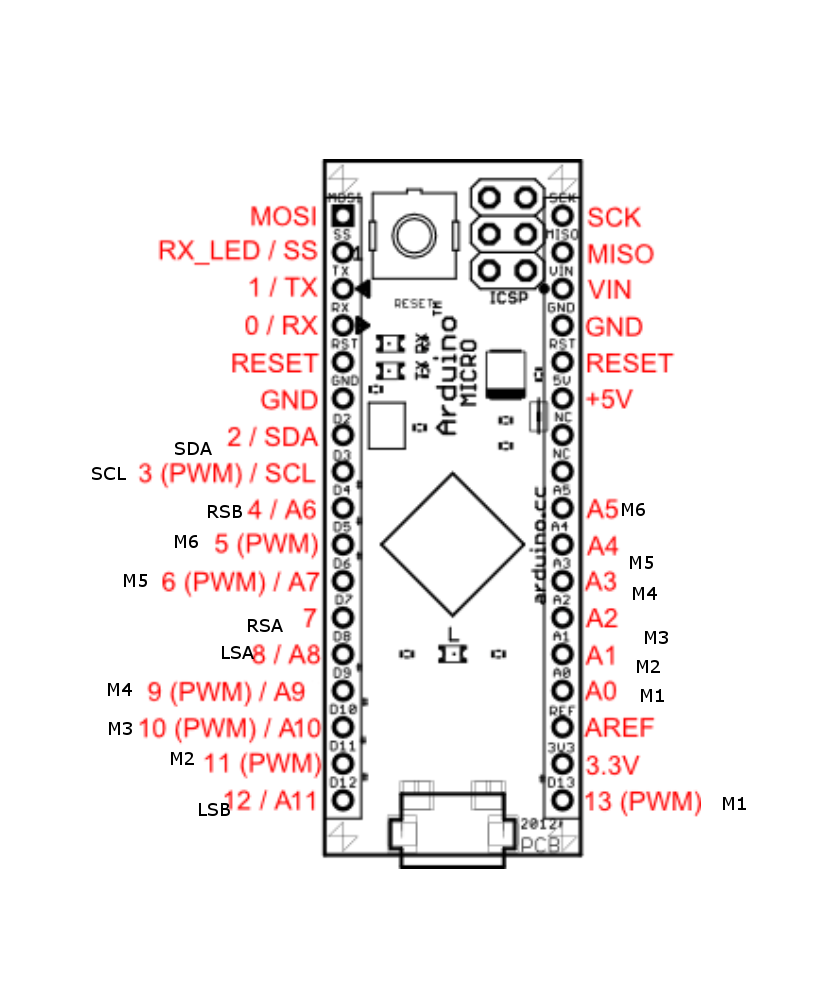 MOSI
RX_LED / SS
1 / TX
0 / RX
RESET
GND
2 / SDA
SDA
SCL 3 (PWM) / SCL
RSB 4 / A6
M6 5 (PWM)
M5 6 (PWM) / A7
7
RSA
LSA 8 / A8
M4 9 (PWM) / A9
M3 10 (PWM) / A10
M2 11 (PWM)
LSB 12 / A11
MOSI
SS
1
TX
RX
RST
GND
D2
D3
D4
D5
D6
D7
D8
D9
D10
D11
D12
RESET
ICSP
RX
TX
Arduino™
MICRO
arduino.cc
L
2012
PCB
SCK
MISO
VIN
GND
RST
5V
NC
NC
A5
A4
A3
A2
A1
A0
REF
3V3
D13
SCK
MISO
VIN
GND
RESET
+5V
A5 M6
A4
M5
A3
M4
A2
M3
A1
M2
A0 M1
AREF
3.3V
13 (PWM) M1